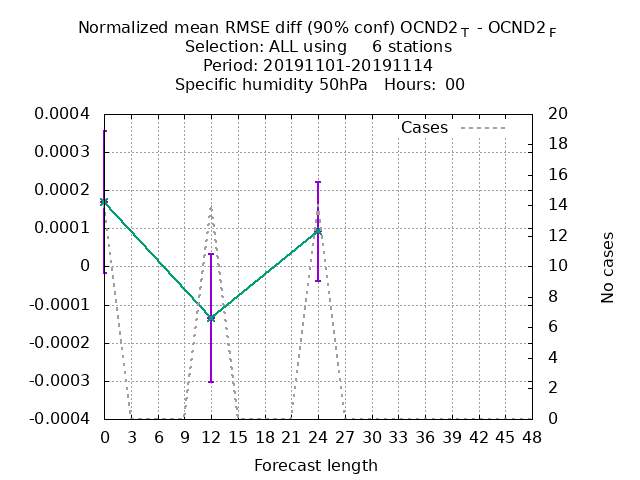 Normalized mean RMSE diff (90% conf) OCND2 T - OCND2 F
Selection: ALL using 6 stations
Period: 20191101-20191114
Specific humidity 50hPa Hours: 00
Cases
0.0004
0.0003
0.0002
0.0001
0
-0.0001
-0.0002
-0.0003
-0.0004
20
18
16
14
12
10
8
6
4
2
0
No cases
0 3 6 9 12 15 18 21 24 27 30 33 36 39 42 45 48
Forecast length